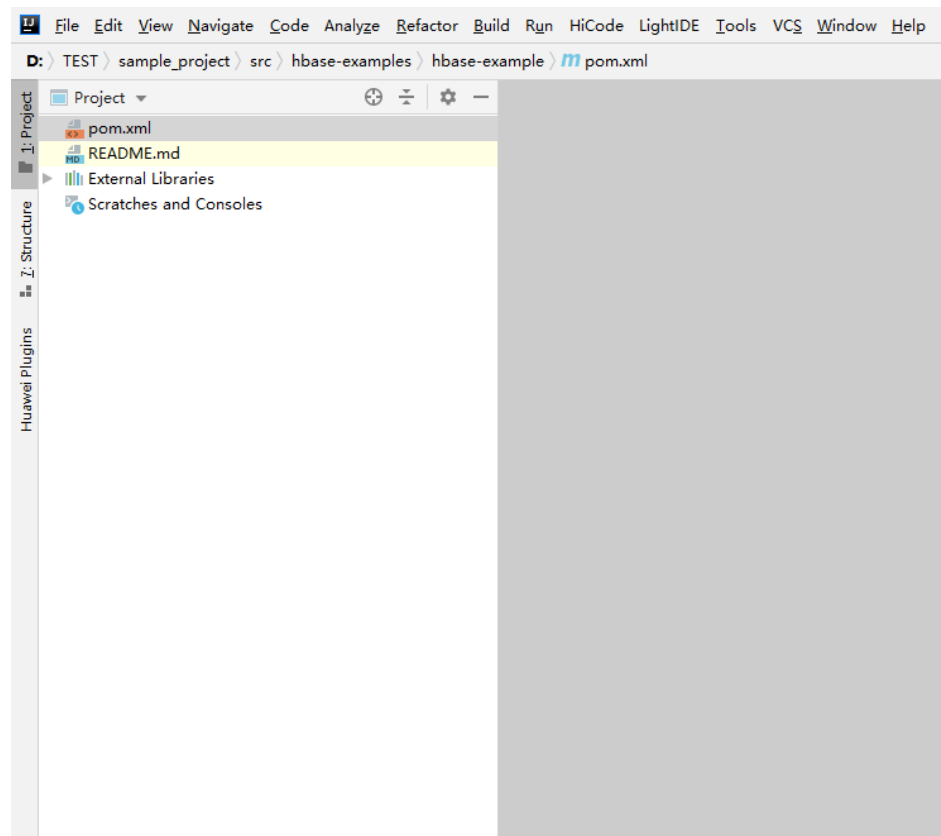 IJ File Edit View Navigate Code Analyze Refactor Build Run HiCode LightIDE Tools VCS Window Help
D: 〉 TEST 〉 sample_project 〉 src 〉 hbase-examples 〉 hbase-example 〉 m pom.xml
Project
pom.xml
MD README.md
External Libraries
Scratches and Consoles
1: Project
7: Structure
Huawei Plugins